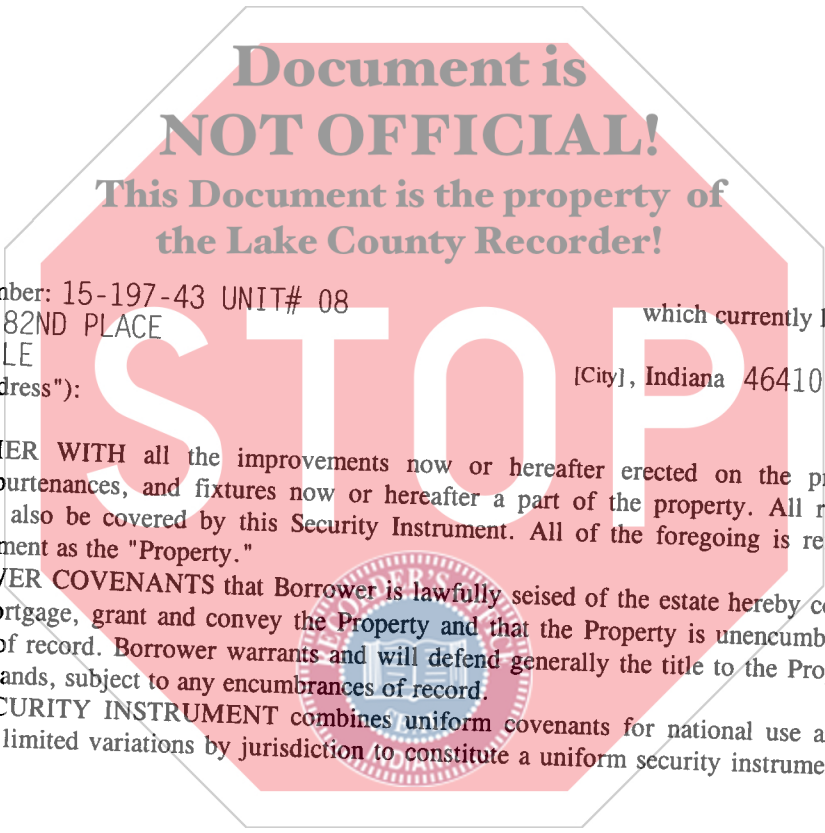 Document is
NOT OFFICIAL!
This Document is the property of
the Lake County Recorder!
STOP
nber: 15-197-43 UNIT# 08
which currently
82ND PLACE
LE
[City], Indiana 46410
dress"):
ER WITH all the improvements now or hereafter erected on the
purtenances, and fixtures now or hereafter a part of the property. All
also be covered by this Security Instrument. All of the foregoing is re
ment as the "Property."
VER COVENANTS that Borrower is lawfully seised of the estate hereby
ortgage, grant and convey the Property and that the Property is unencumb
of record. Borrower warrants and will defend generally the title to the Pro
ands, subject to any encumbrances of record.
CURITY INSTRUMENT combines uniform covenants for national use a
limited variations by jurisdiction to constitute a uniform security instrume